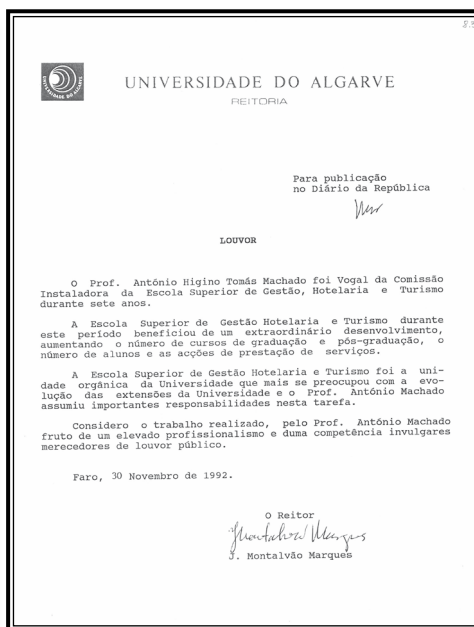 UNIVERSIDADE DO ALGARVE
UNIVERSIDADE DO ALGARVE
REITORIA
Para publicação
no Diário da República
LOUVOR
O Prof. António Higino Tomás Machado foi Vogal da Comissão
Instaladora da Escola Superior de Gestão, Hotelaria e Turismo
durante sete anos.
A Escola Superior de Gestão Hotelaria e Turismo durante
este período beneficiou de um extraordinário desenvolvimento,
aumentando o número de cursos de graduação e pós-graduação, o
número de alunos e as acções de prestação de serviços.
A Escola Superior de Gestão Hotelaria e Turismo foi a uni-
dade orgânica da Universidade que mais se preocupou com a evo-
lução das extensões da Universidade e o Prof. António Machado
assumiu importantes responsabilidades nesta tarefa.
Considero o trabalho realizado, pelo Prof. António Machado
fruto de um elevado profissionalismo e duma competência invulgares
merecedores de louvor público.
Faro, 30 Novembro de 1992.
O Reitor
Montalvão Marques
J. Montalvão Marques